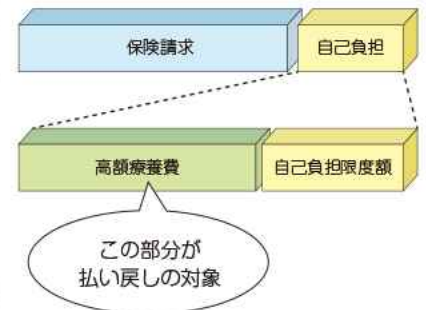 保険請求
自己負担
高額療養費
自己負担限度額
この部分が
払い戻しの対象